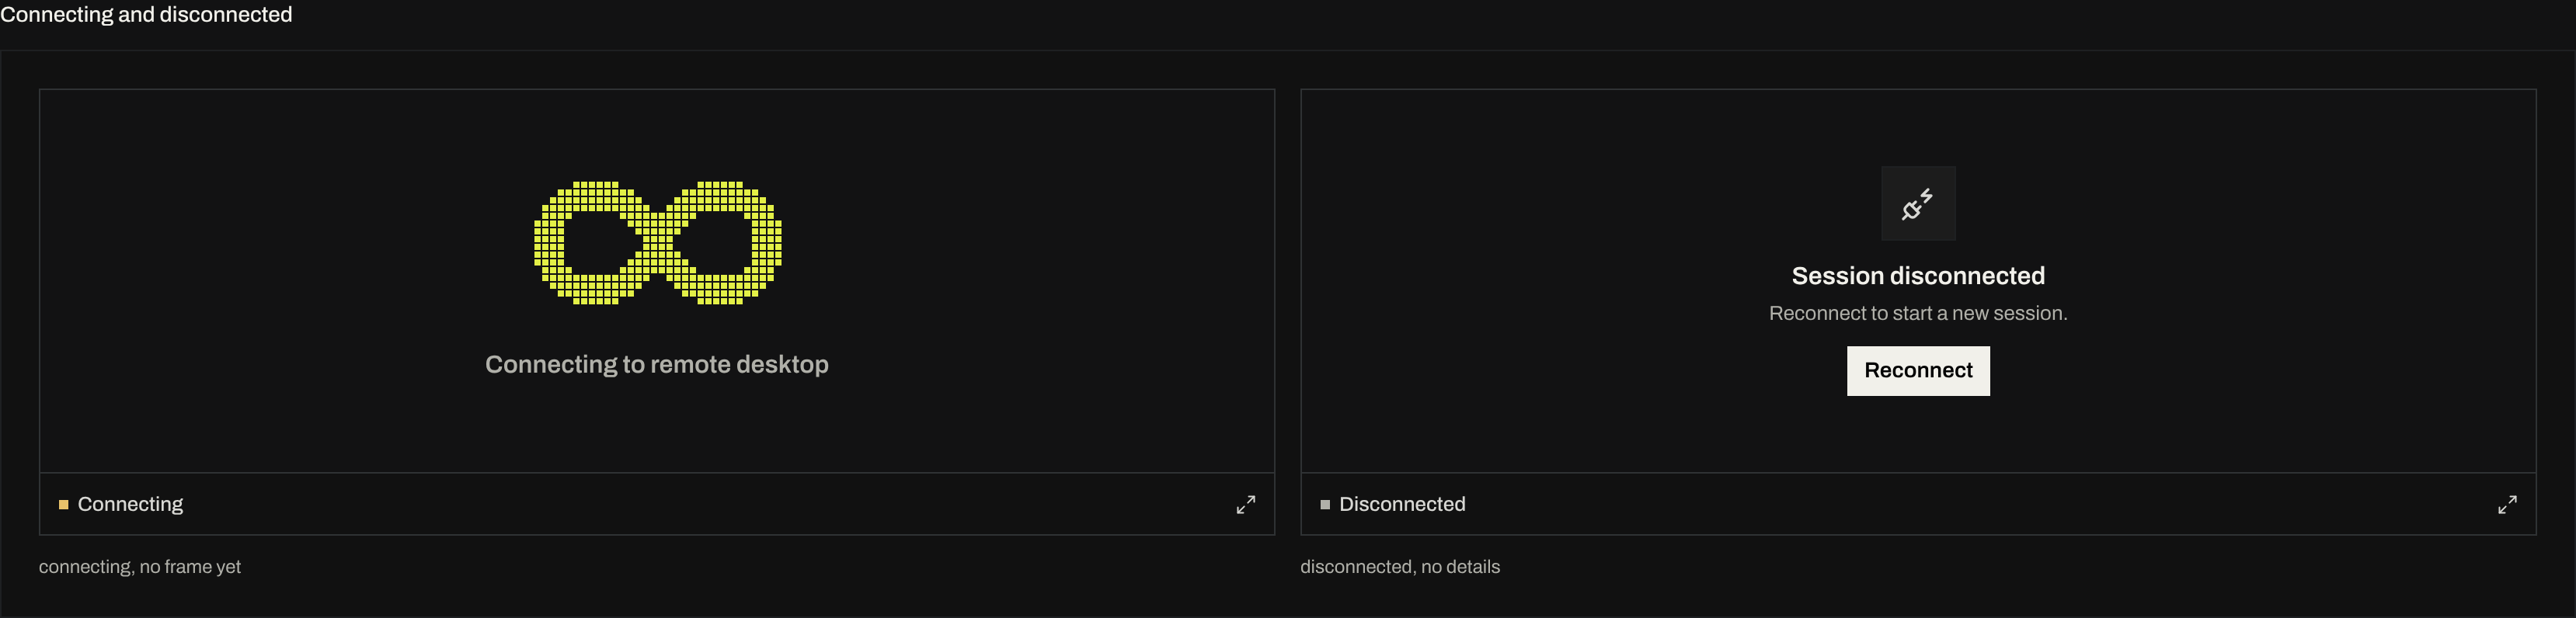 Connecting and disconnected
Connecting to remote desktop
Connecting
connecting, no frame yet
Session disconnected
Reconnect to start a new session.
Reconnect
Disconnected
disconnected, no details